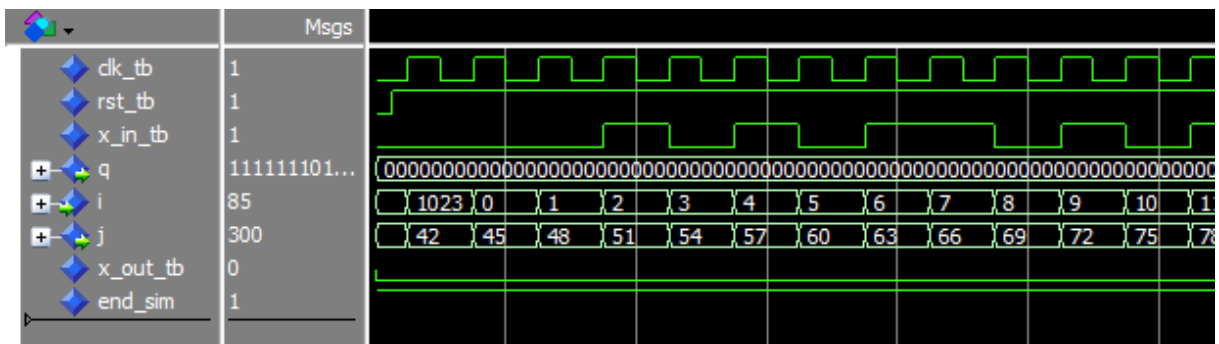 Msgs
clk_tb 1
rst_tb 1
x_in_tb 1
q 111111101...
i 85 1023 0 1 2 3 4 5 6 7 8 9 10
j 300 42 45 48 51 54 57 60 63 66 69 72 75 78
x_out_tb 0
end_sim 1